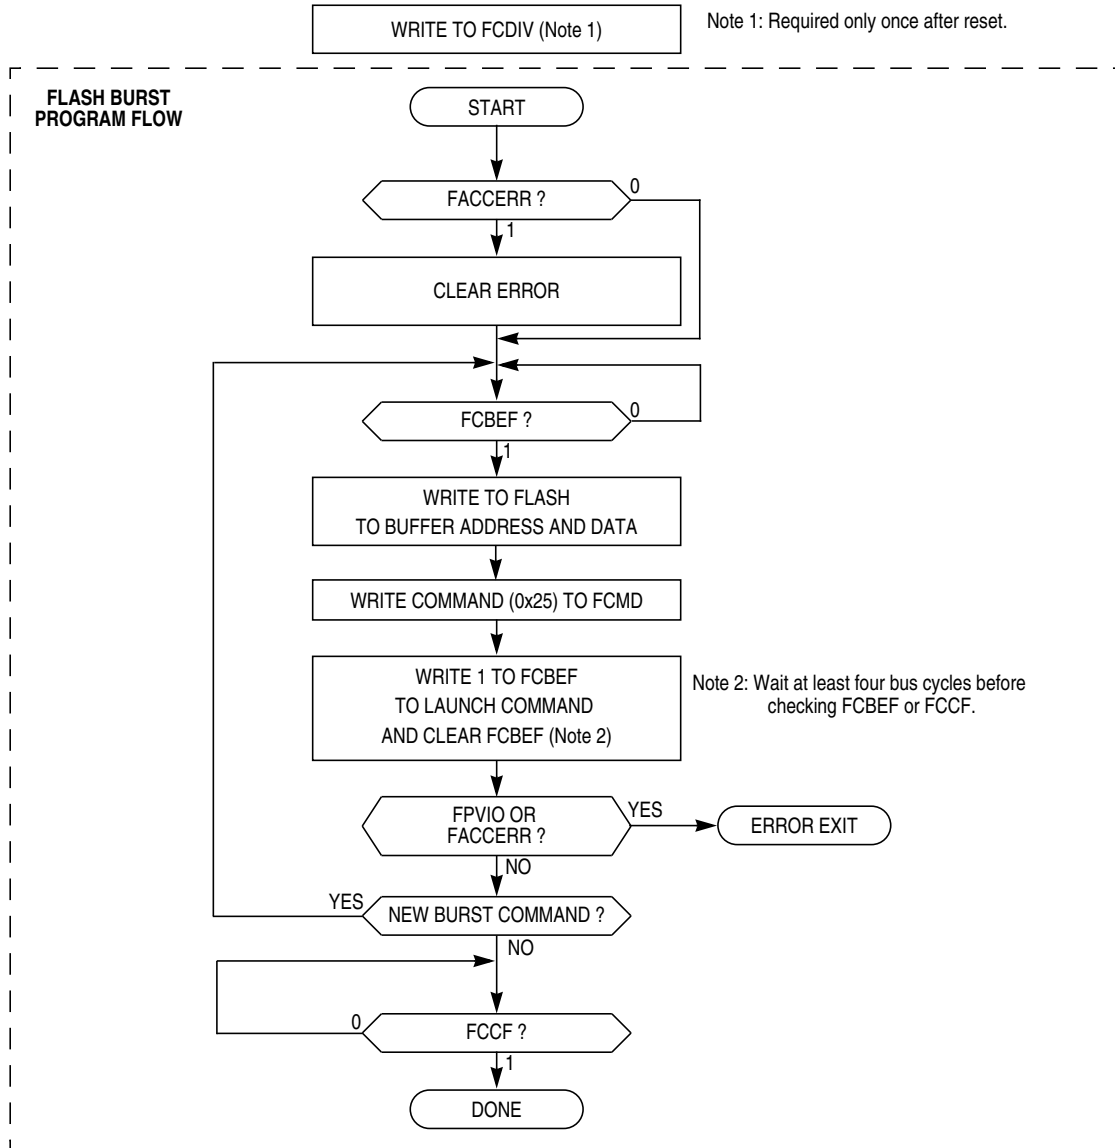 WRITE TO FCDIV (Note 1)
Note 1: Required only once after reset.
FLASH BURST
PROGRAM FLOW
START
FACCERR ?
0
1
CLEAR ERROR
FCBEF ?
0
1
WRITE TO FLASH
TO BUFFER ADDRESS AND DATA
WRITE COMMAND (0x25) TO FCMD
WRITE 1 TO FCBEF
TO LAUNCH COMMAND
AND CLEAR FCBEF (Note 2)
Note 2: Wait at least four bus cycles before
checking FCBEF or FCCF.
FPVIO OR
FACCERR ?
YES
ERROR EXIT
NO
YES
NEW BURST COMMAND ?
NO
0
FCCF ?
1
DONE